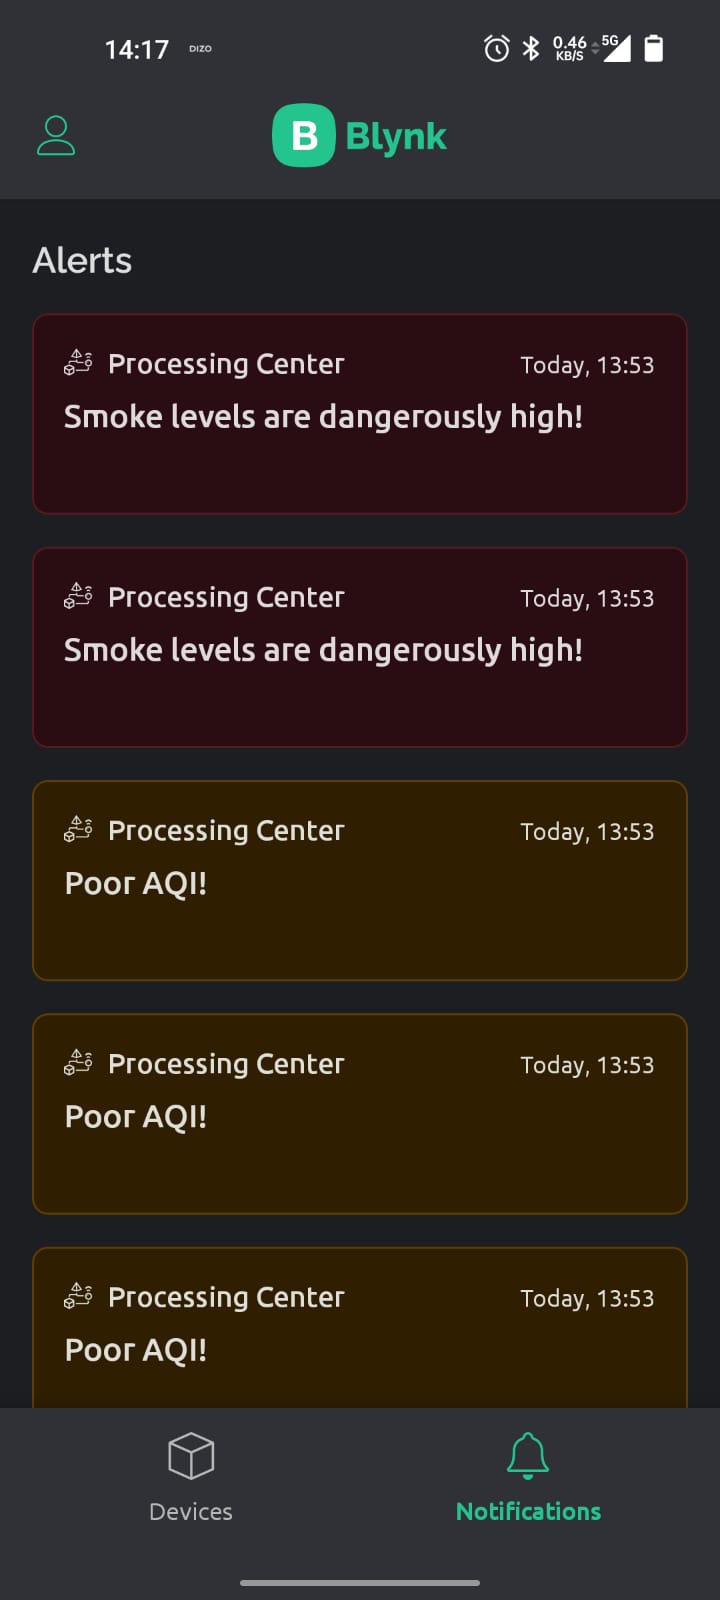 14:17 DIZO 0.46 KB/S 5G
B Blynk
Alerts
Processing Center Today, 13:53
Smoke levels are dangerously high!
Processing Center Today, 13:53
Smoke levels are dangerously high!
Processing Center Today, 13:53
Poor AQI!
Processing Center Today, 13:53
Poor AQI!
Processing Center Today, 13:53
Poor AQI!
Devices Notifications